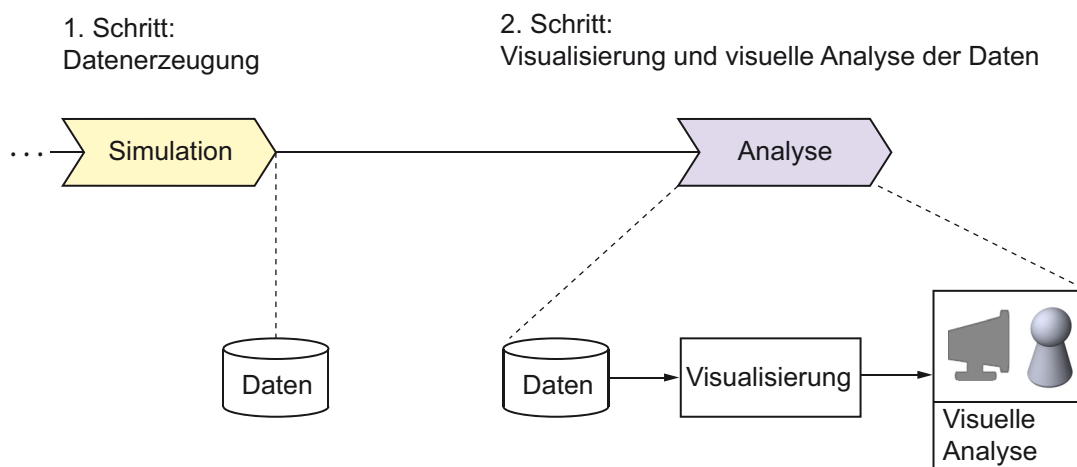 1. Schritt:
Datenerzeugung
2. Schritt:
Visualisierung und visuelle Analyse der Daten
. . .
Simulation
Analyse
Daten
Daten
Visualisierung
Visuelle
Analyse